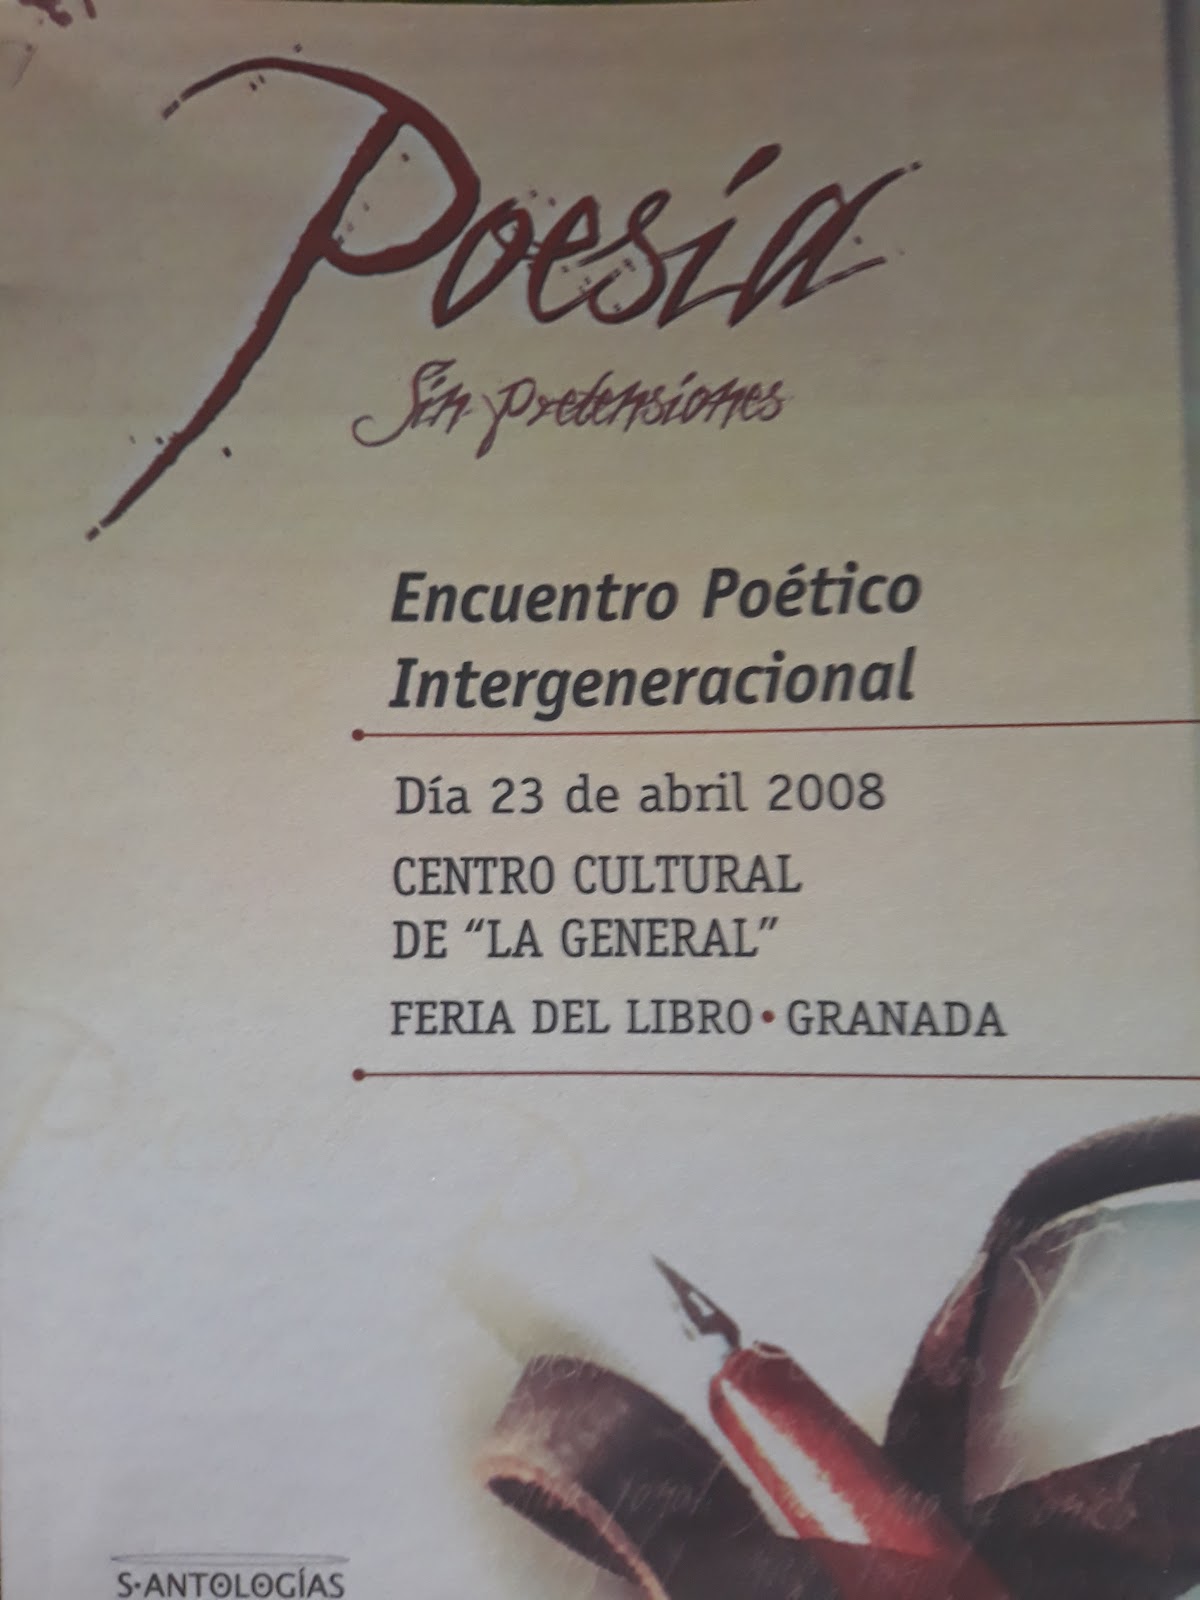 Poesía
Sin pretensiones
Encuentro Poético
Intergeneracional
Día 23 de abril 2008
CENTRO CULTURAL
DE “LA GENERAL”
FERIA DEL LIBRO • GRANADA
S·ANTOLOGÍAS